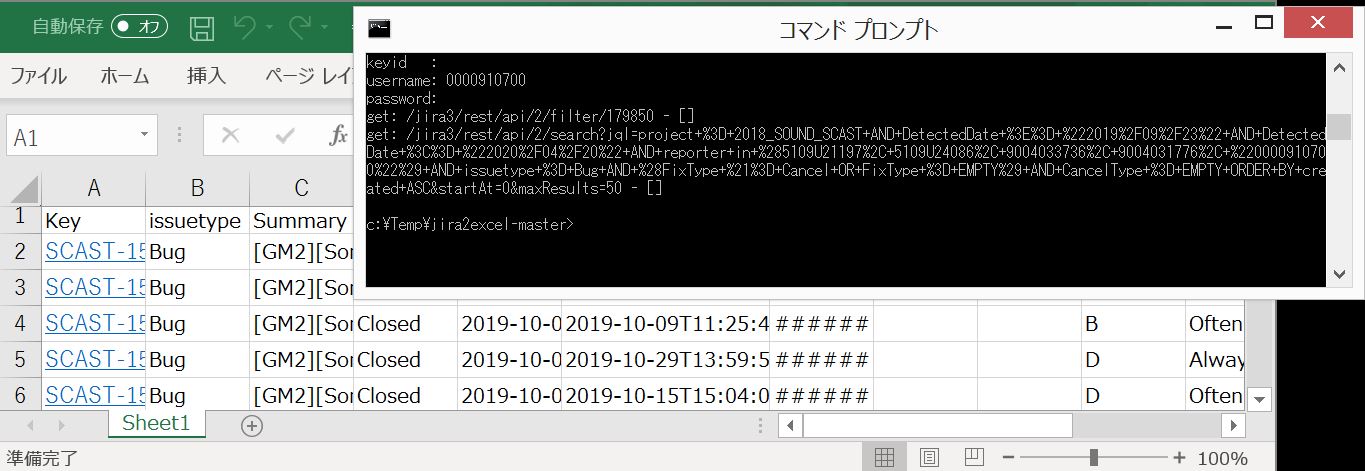 自動保存 オフ
コマンド プロンプト
ファイル ホーム 挿入 ページ レイ
A1
fx
keyid :
username: 0000910700
password:
get: /jira3/rest/api/2/filter/179850 - []
get: /jira3/rest/api/2/search?jql=project+%3D+2018_SOUND_SCAST+AND+DetectedDate+%3E%3D+%222019%2F09%2F23%22+AND+Detected
Date+%3C%3D+%222020%2F04%2F20%22+AND+reporter+in+%285109U21197%2C+5109U24086%2C+9004033736%2C+9004031776%2C+%22000091070
0%22%29+AND+issuetype+%3D+Bug+AND+%28FixType+%21%3D+Cancel+OR+FixType+%3D+EMPTY%29+AND+CancelType+%3D+EMPTY+ORDER+BY+cre
ated+ASC&startAt=0&maxResults=50 - []
c:\Temp\jira2excel-master>
A B C
1 Key issuetype Summary
2 SCAST-15 Bug [GM2][Sor
3 SCAST-15 Bug [GM2][Sor
4 SCAST-15 Bug [GM2][Sor Closed 2019-10-0 2019-10-09T11:25:4 ###### B Often
5 SCAST-15 Bug [GM2][Sor Closed 2019-10-0 2019-10-29T13:59:5 ###### D Alway
6 SCAST-15 Bug [GM2][Sor Closed 2019-10-0 2019-10-15T15:04:0 ###### D Often
Sheet1
準備完了 100%